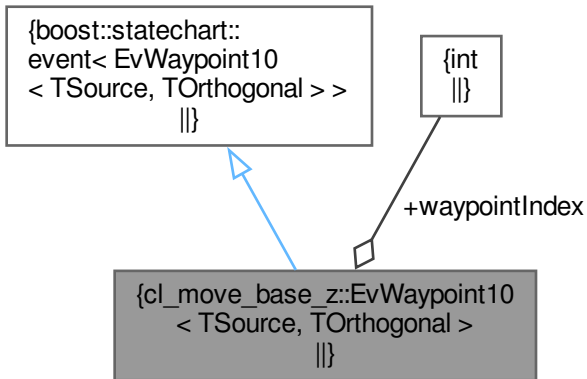 {boost::statechart::
event< EvWaypoint10
< TSource, TOrthogonal > >
||}
{int
||}
+waypointIndex
{cl_move_base_z::EvWaypoint10
< TSource, TOrthogonal >
||}